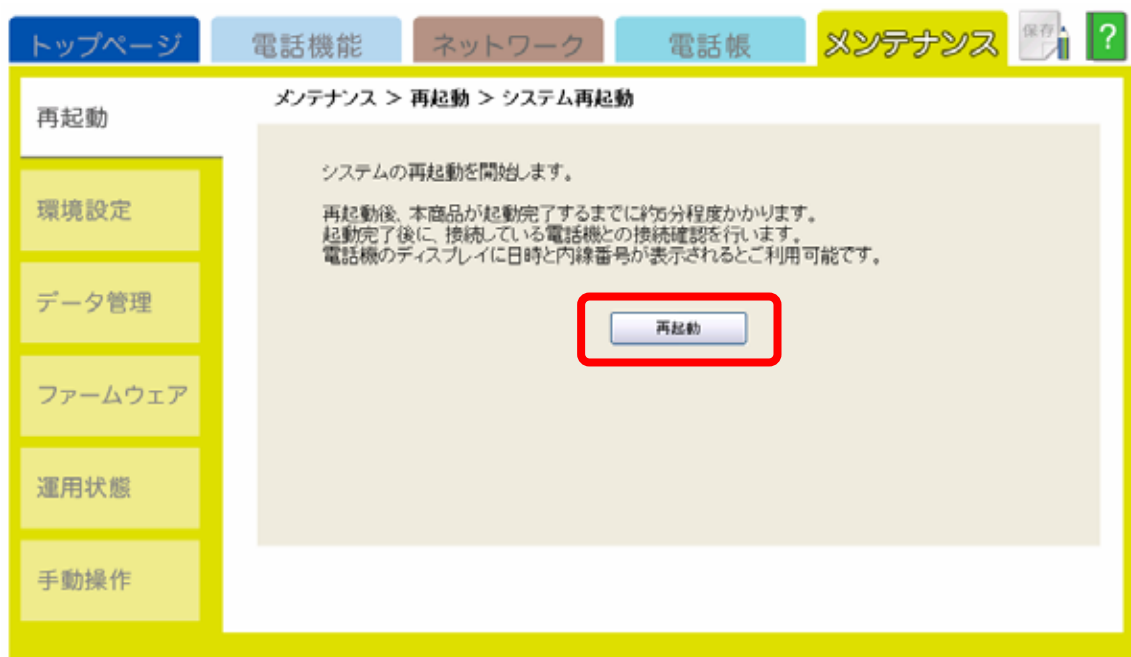 トップページ 電話機能 ネットワーク 電話帳 メンテナンス 保存 ?
再起動
環境設定
データ管理
ファームウェア
運用状態
手動操作
メンテナンス > 再起動 > システム再起動
システムの再起動を開始します。
再起動後、本商品が起動完了するまでに約5分程度かかります。
起動完了後に、接続している電話機との接続確認を行います。
電話機のディスプレイに日時と内線番号が表示されるとご利用可能です。
再起動